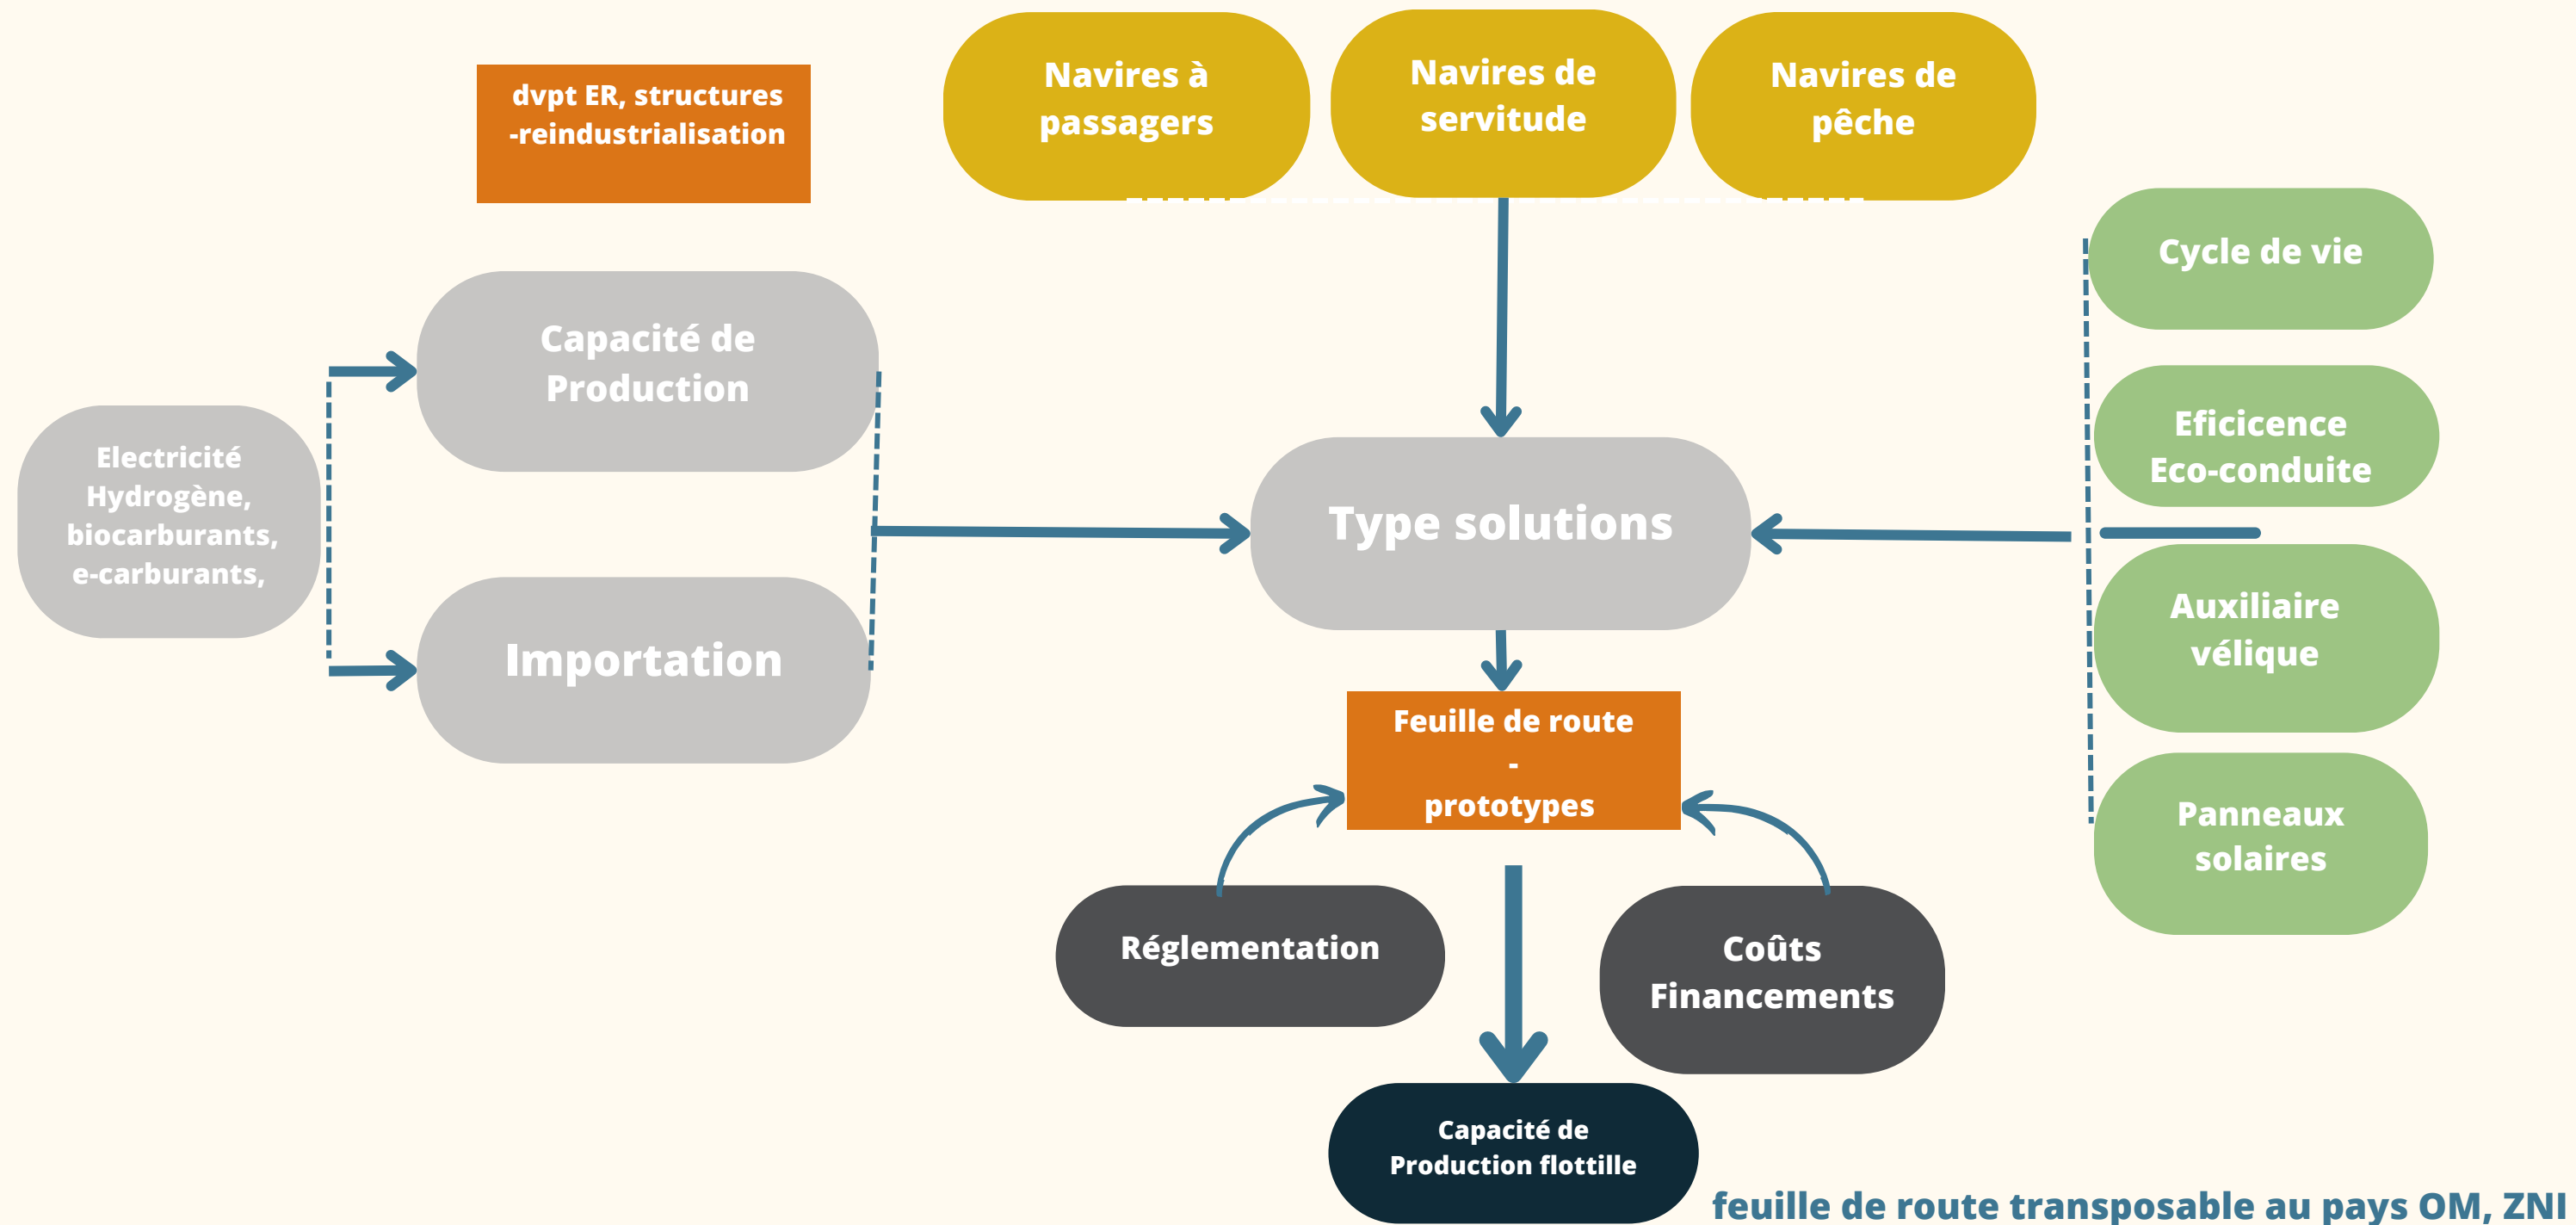 dvpt ER, structures
-reindustrialisation
Navires à
passagers
Navires de
servitude
Navires de
pêche
Electricité
Hydrogène,
biocarburants,
e-carburants,
Capacité de
Production
Importation
Type solutions
Cycle de vie
Eficicence
Eco-conduite
Auxiliaire
vélique
Panneaux
solaires
Feuille de route
-
prototypes
Réglementation
Coûts
Financements
Capacité de
Production flottille
feuille de route transposable au pays OM, ZNI